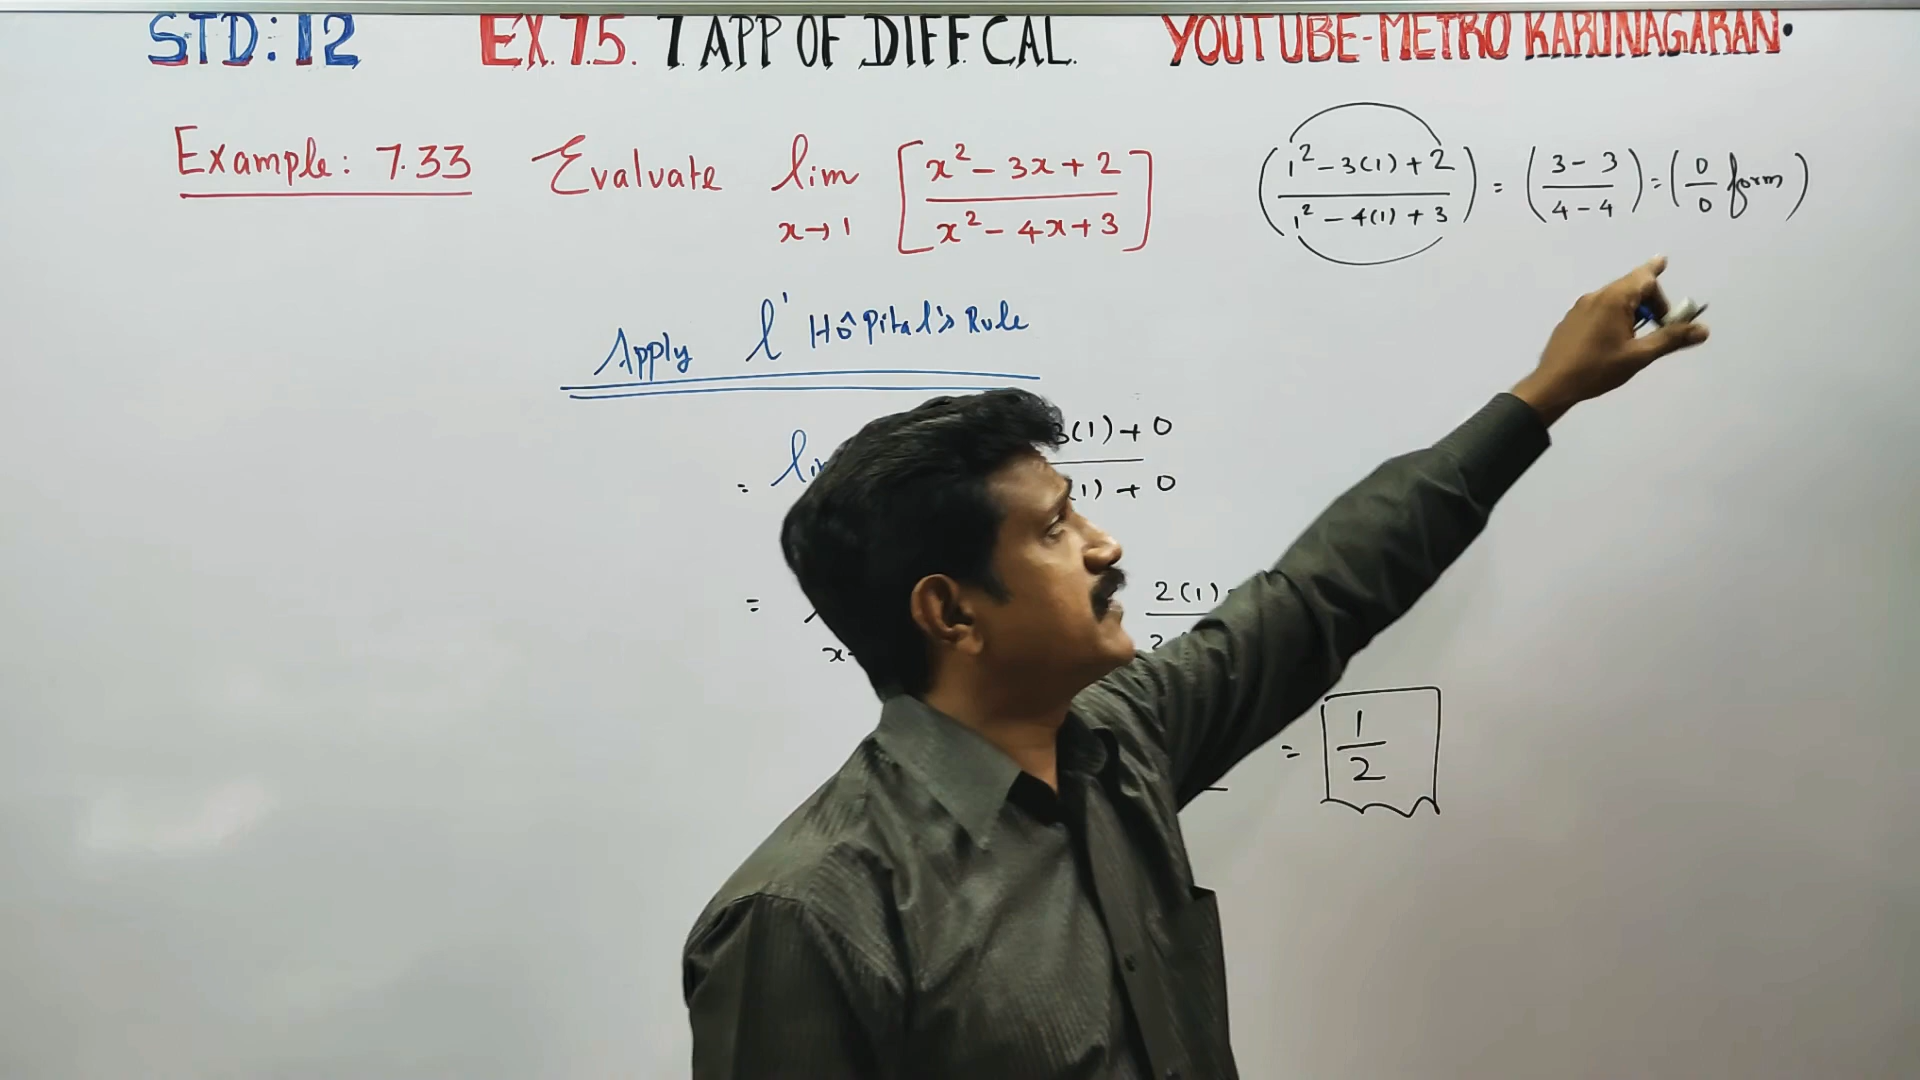 STD: 12 EX. 7.5. 7 APP OF DIFF. CAL. YOUTUBE-METRO KARUNAGARAN.
Example: 7.33 Evaluate lim x→1 [x² - 3x + 2 / x² - 4x + 3] (1² - 3(1) + 2 / 1² - 4(1) + 3) = (3 - 3 / 4 - 4) = (0/0 form)
Apply l'Hôpital's Rule
= 3(1) + 0 / (1) + 0
= 2(1)
= 1/2